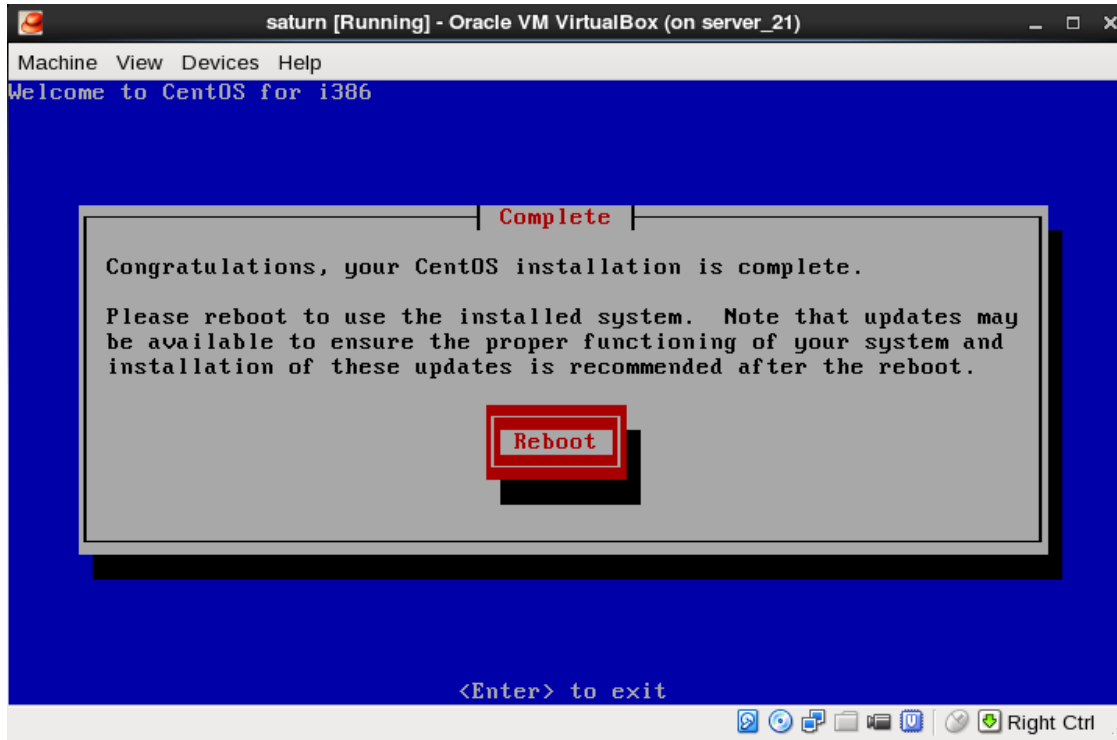 saturn [Running] - Oracle VM VirtualBox (on server_21)
Machine View Devices Help
Welcome to CentOS for i386
Complete
Congratulations, your CentOS installation is complete.
Please reboot to use the installed system.  Note that updates may
be available to ensure the proper functioning of your system and
installation of these updates is recommended after the reboot.
Reboot
<Enter> to exit
Right Ctrl